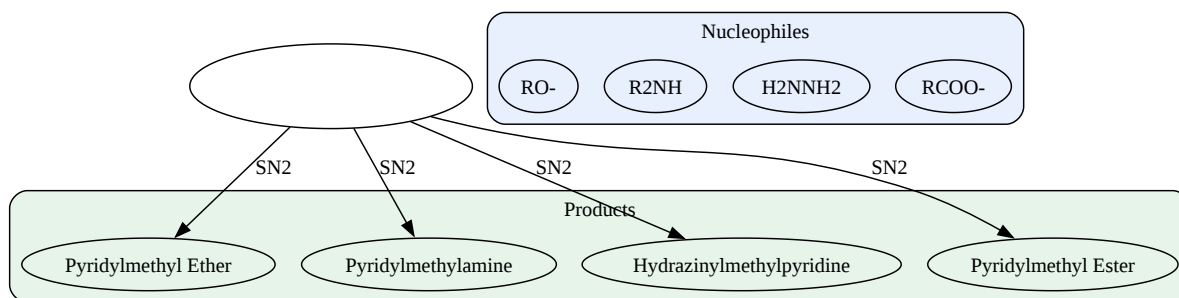 Nucleophiles
RO-
R2NH
H2NNH2
RCOO-
SN2
SN2
SN2
SN2
Products
Pyridylmethyl Ether
Pyridylmethylamine
Hydrazinylmethylpyridine
Pyridylmethyl Ester